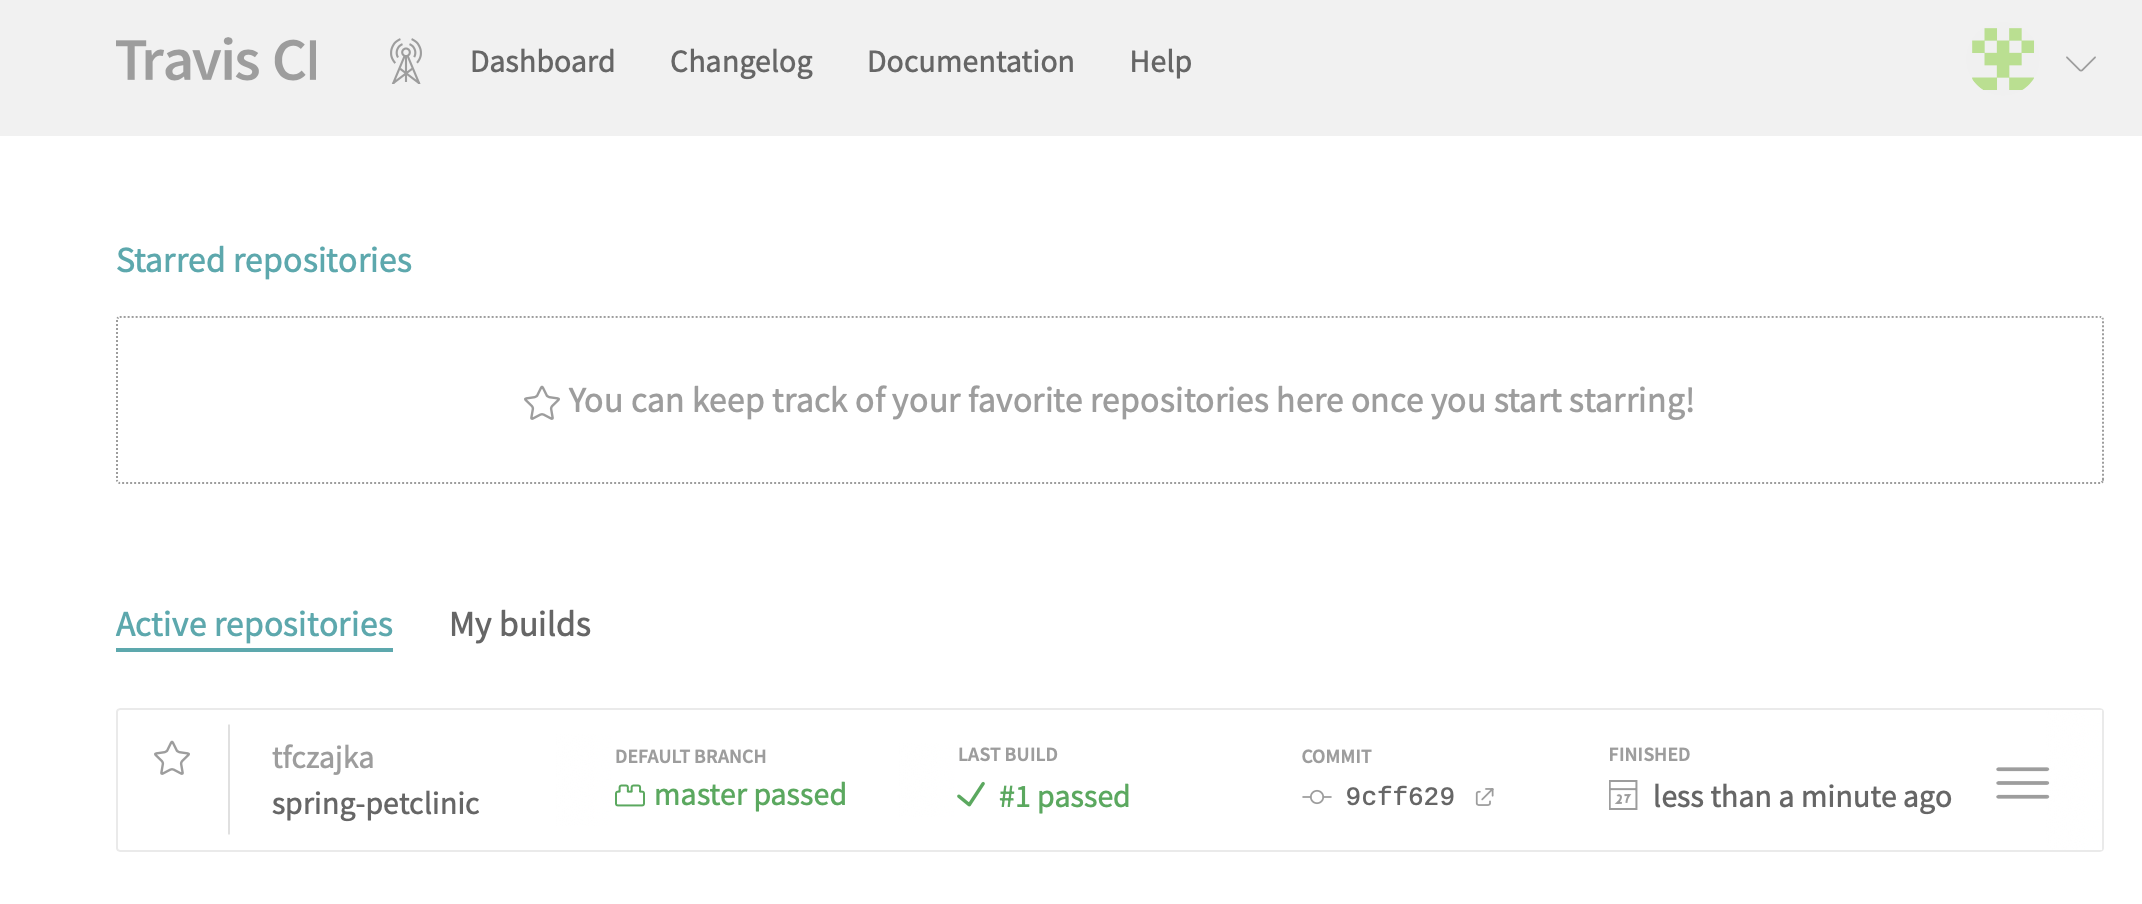 Travis CI Dashboard Changelog Documentation Help
Starred repositories
You can keep track of your favorite repositories here once you start starring!
Active repositories My builds
tfczajka DEFAULT BRANCH LAST BUILD COMMIT FINISHED
spring-petclinic master passed #1 passed 9cff629 27 less than a minute ago